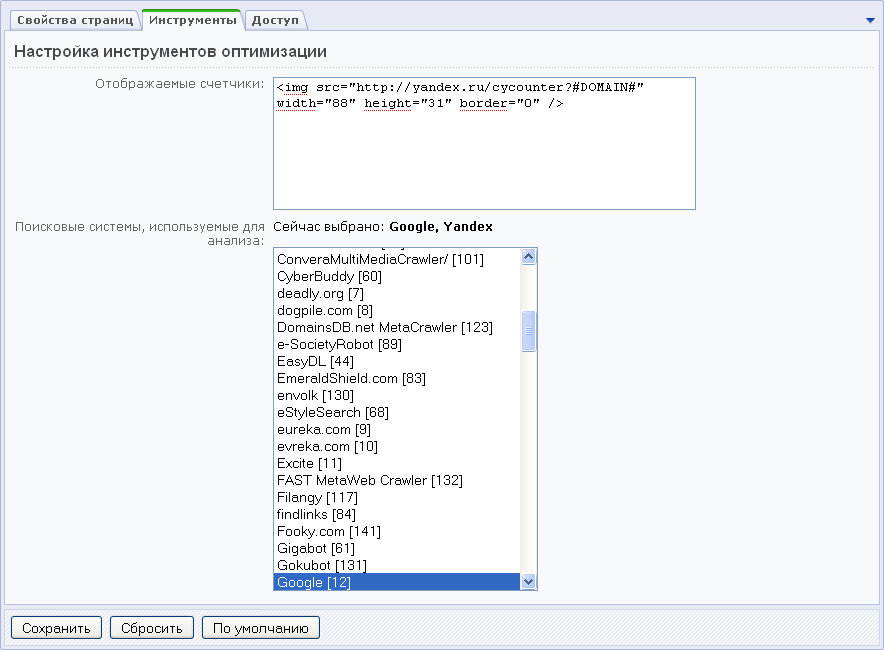 Свойства страниц Инструменты Доступ
Настройка инструментов оптимизации
Отображаемые счетчики:
<img src="http://yandex.ru/cycounter?#DOMAIN#"
width="88" height="31" border="0" />
Поисковые системы, используемые для
анализа:
Сейчас выбрано: Google, Yandex
ConveraMultiMediaCrawler/ [101]
CyberBuddy [60]
deadly.org [7]
dogpile.com [8]
DomainsDB.net MetaCrawler [123]
e-SocietyRobot [89]
EasyDL [44]
EmeraldShield.com [83]
envolk [130]
eStyleSearch [68]
eureka.com [9]
evreka.com [10]
Excite [11]
FAST MetaWeb Crawler [132]
Filangy [117]
findlinks [84]
Fooky.com [141]
Gigabot [61]
Gokubot [131]
Google [12]
Сохранить Сбросить По умолчанию